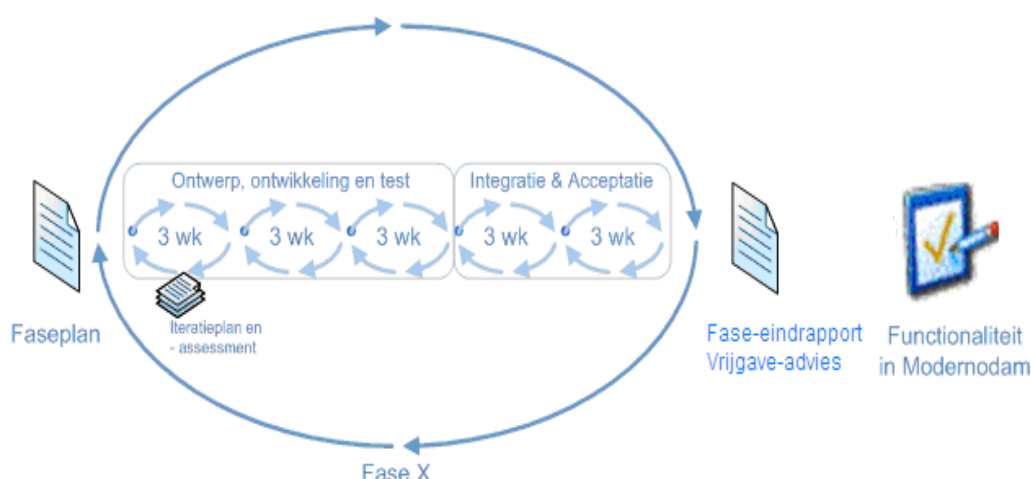 Ontwerp, ontwikkeling en test
Integratie & Acceptatie
3 wk
3 wk
3 wk
3 wk
3 wk
Iteratieplan en
- assessment
Faseplan
Fase-eindrapport
Vrijgave-advies
Functionaliteit
in Modernodam
Fase X